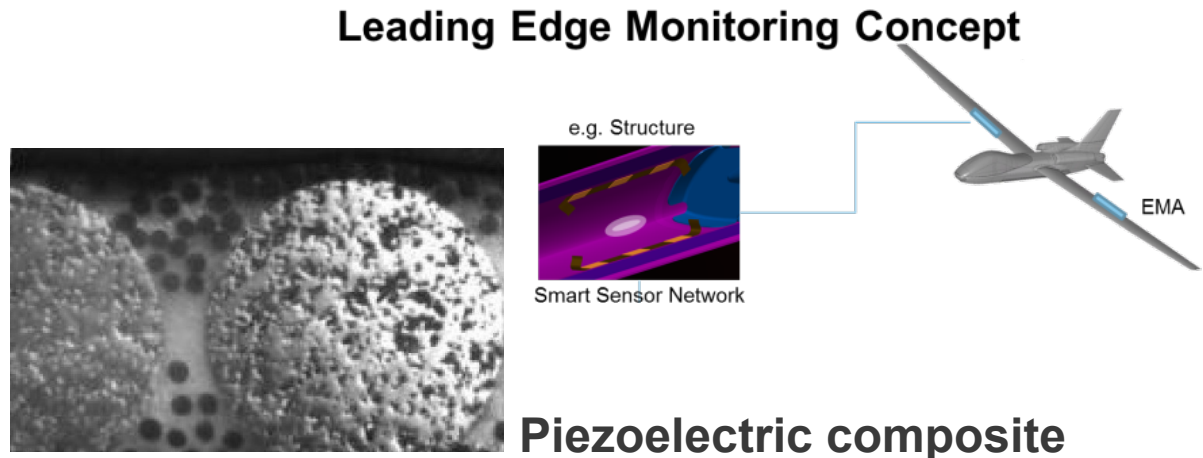 Leading Edge Monitoring Concept
e.g. Structure
EMA
Smart Sensor Network
Piezoelectric composite